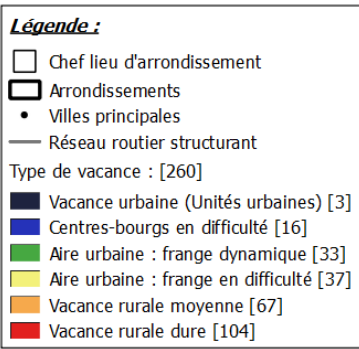 Légende :
Chef lieu d'arrondissement
Arrondissements
Villes principales
Réseau routier structurant
Type de vacance : [260]
Vacance urbaine (Unités urbaines) [3]
Centres-bourgs en difficulté [16]
Aire urbaine : frange dynamique [33]
Aire urbaine : frange en difficulté [37]
Vacance rurale moyenne [67]
Vacance rurale dure [104]